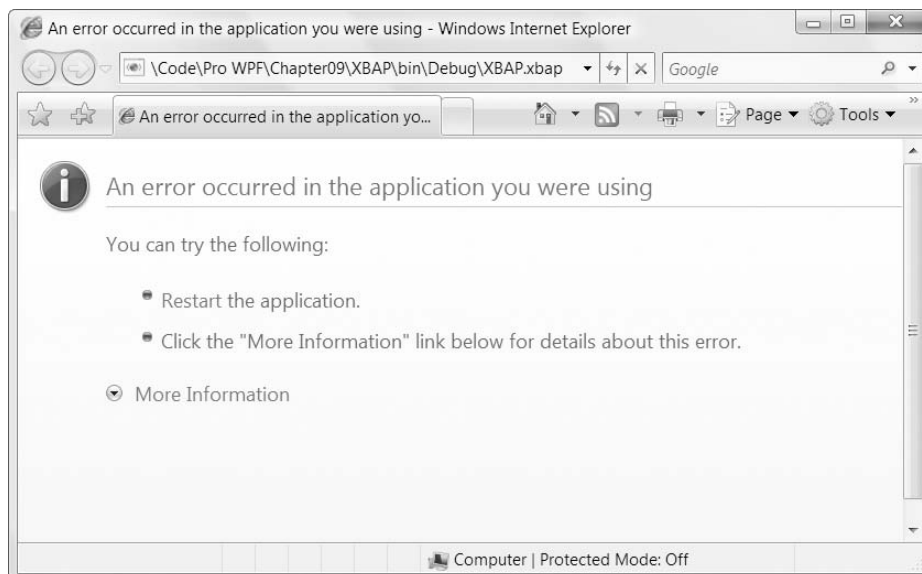 An error occurred in the application you were using - Windows Internet Explorer
\Code\Pro WPF\Chapter09\XBAP\bin\Debug\XBAP.xbap
Google
An error occurred in the application yo...
Page
Tools
An error occurred in the application you were using
You can try the following:
Restart the application.
Click the "More Information" link below for details about this error.
More Information
Computer | Protected Mode: Off